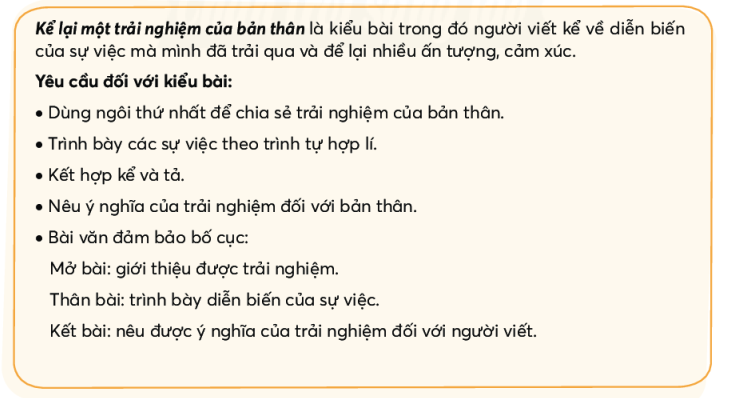 Kể lại một trải nghiệm của bản thân là kiểu bài trong đó người viết kể về diễn biến
của sự việc mà mình đã trải qua và để lại nhiều ấn tượng, cảm xúc.
Yêu cầu đối với kiểu bài:
• Dùng ngôi thứ nhất để chia sẻ trải nghiệm của bản thân.
• Trình bày các sự việc theo trình tự hợp lí.
• Kết hợp kể và tả.
• Nêu ý nghĩa của trải nghiệm đối với bản thân.
• Bài văn đảm bảo bố cục:
Mở bài: giới thiệu được trải nghiệm.
Thân bài: trình bày diễn biến của sự việc.
Kết bài: nêu được ý nghĩa của trải nghiệm đối với người viết.